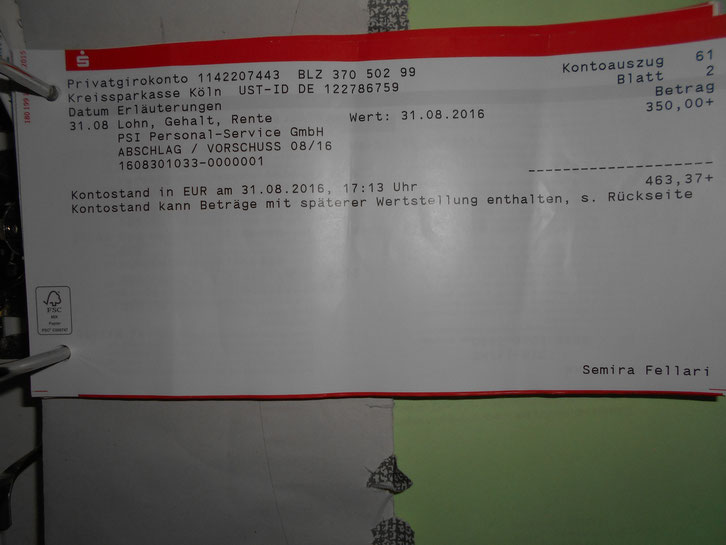 Privatgirokonto 1142207443 BLZ 370 502 99 Kontoauszug 61
Kreissparkasse Köln UST-ID DE 122786759 Blatt 2
Datum Erläuterungen Betrag
31.08 Lohn, Gehalt, Rente Wert: 31.08.2016 350,00+
PSI Personal-Service GmbH
ABSCHLAG / VORSCHUSS 08/16
1608301033-0000001
Kontostand in EUR am 31.08.2016, 17:13 Uhr 463,37+
Kontostand kann Beträge mit späterer Wertstellung enthalten, s. Rückseite
FSC
Semira Fellari